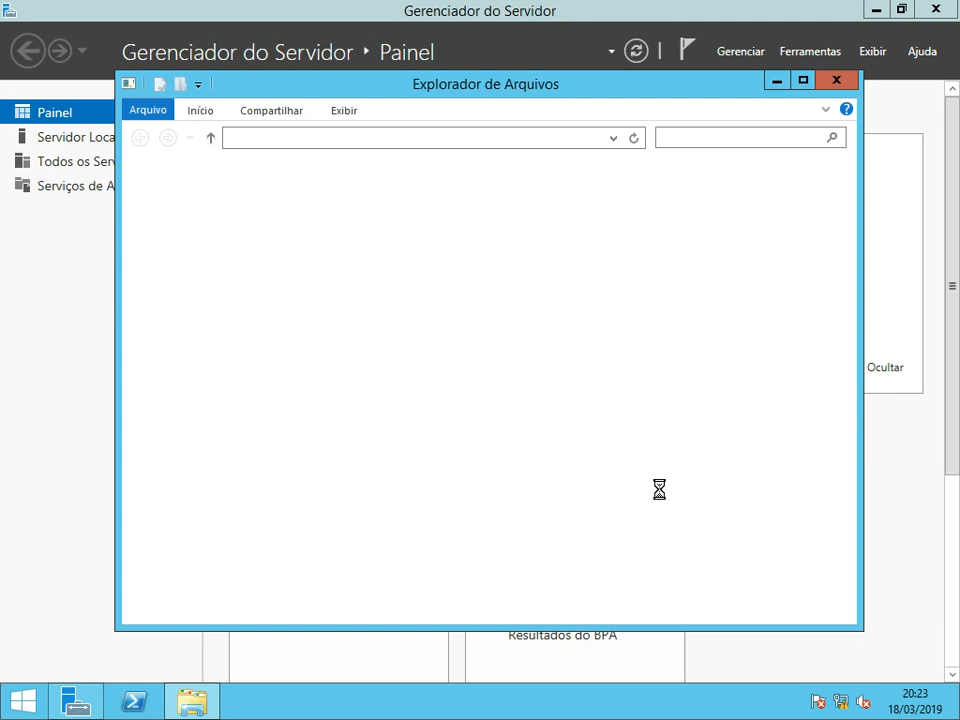 Gerenciador do Servidor
Gerenciador do Servidor
Painel
Gerenciar
Ferramentas
Exibir
Ajuda
Explorador de Arquivos
Painel
Servidor Loca
Todos os Ser
Serviços de A
Arquivo
Início
Compartilhar
Exibir
Ocultar
Resultados do BPA
20:23
18/03/2019